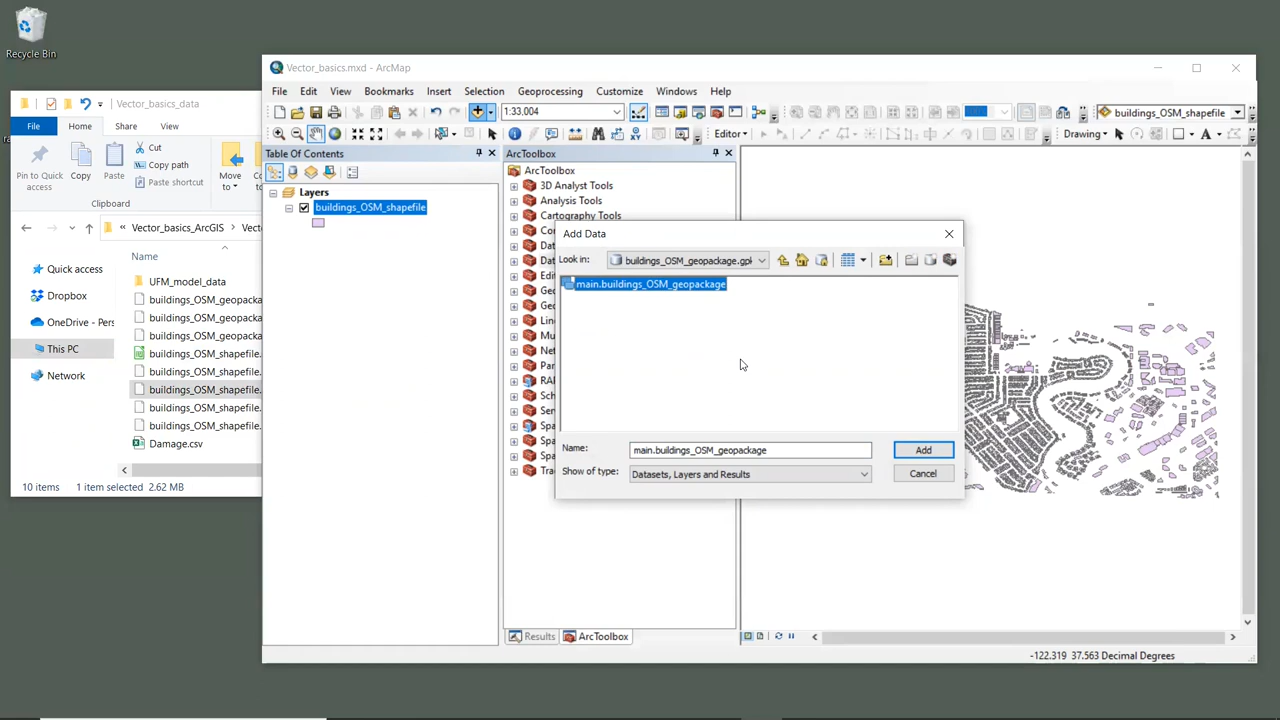 Recycle Bin
Vector_basics_data
File
Home
Share
View
Pin to Quick access
Copy
Paste
Cut
Copy path
Paste shortcut
Move to
Clipboard
Vector_basics_ArcGIS
Name
Quick access
Dropbox
OneDrive - Pers
This PC
Network
UFM_model_data
buildings_OSM_geopacka
buildings_OSM_geopacka
buildings_OSM_geopacka
buildings_OSM_shapefile.
buildings_OSM_shapefile.
buildings_OSM_shapefile.
buildings_OSM_shapefile.
buildings_OSM_shapefile.
Damage.csv
10 items
1 item selected 2.62 MB
Vector_basics.mxd - ArcMap
File Edit View Bookmarks Insert Selection Geoprocessing Customize Windows Help
1:33,004
buildings_OSM_shapefile
Editor
Drawing
A
Table Of Contents
Layers
buildings_OSM_shapefile
ArcToolbox
ArcToolbox
3D Analyst Tools
Analysis Tools
Cartography Tools
Results
ArcToolbox
Add Data
Look in:
buildings_OSM_geopackage.gpk
main.buildings_OSM_geopackage
Name:
main.buildings_OSM_geopackage
Add
Show of type:
Datasets, Layers and Results
Cancel
-122.319 37.563 Decimal Degrees